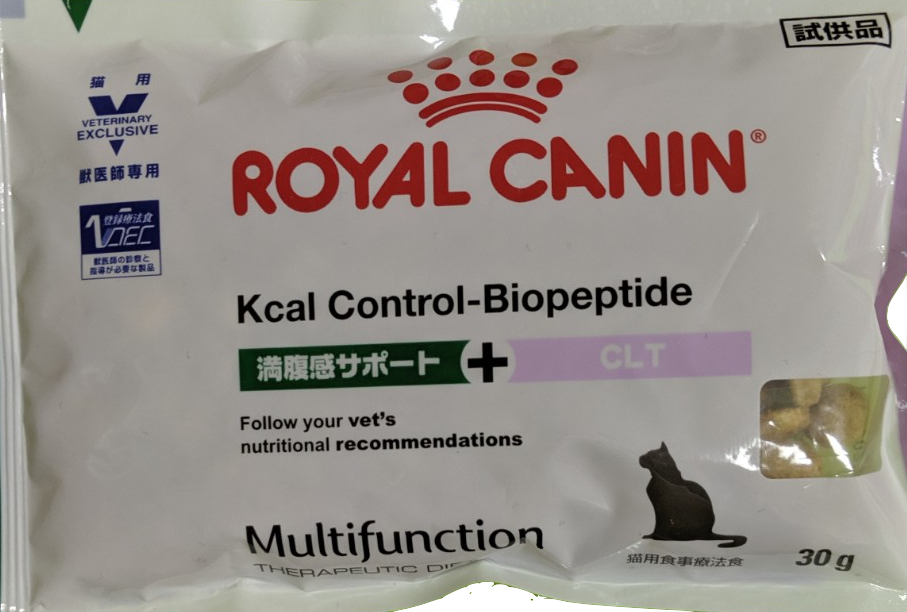 試供品
猫 用
VETERINARY
EXCLUSIVE
獣医師専用
登録療法食
獣医師の診察と
指導が必要な製品
ROYAL CANIN®
Kcal Control-Biopeptide
満腹感サポート + CLT
Follow your vet's
nutritional recommendations
Multifunction
THERAPEUTIC
猫用食事療法食
30 g